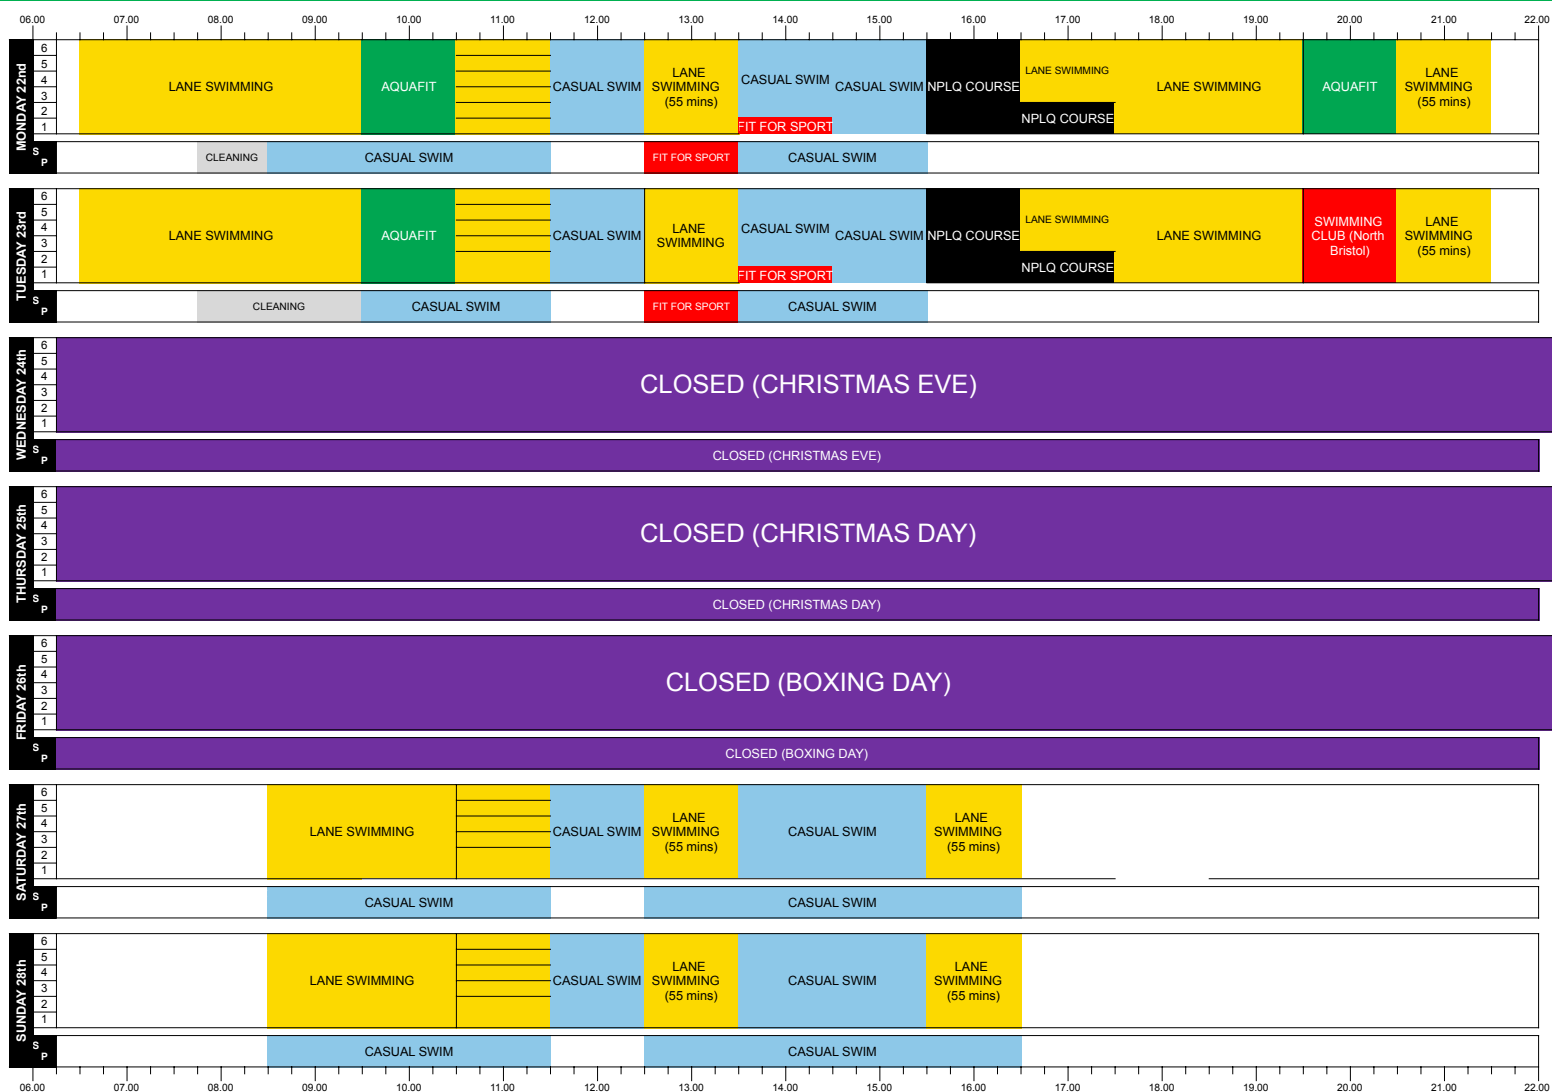 06.00 07.00 08.00 09.00 10.00 11.00 12.00 13.00 14.00 15.00 16.00 17.00 18.00 19.00 20.00 21.00 22.00
MONDAY 22nd
6
5
4
3
2
1
LANE SWIMMING
AQUAFIT
CASUAL SWIM
LANE
SWIMMING
(55 mins)
CASUAL SWIM
FIT FOR SPORT
CASUAL SWIM
NPLQ COURSE
LANE SWIMMING
NPLQ COURSE
LANE SWIMMING
AQUAFIT
LANE
SWIMMING
(55 mins)
S
P
CLEANING
CASUAL SWIM
FIT FOR SPORT
CASUAL SWIM
TUESDAY 23rd
6
5
4
3
2
1
LANE SWIMMING
AQUAFIT
CASUAL SWIM
LANE
SWIMMING
CASUAL SWIM
FIT FOR SPORT
CASUAL SWIM
NPLQ COURSE
LANE SWIMMING
NPLQ COURSE
LANE SWIMMING
SWIMMING
CLUB (North
Bristol)
LANE
SWIMMING
(55 mins)
S
P
CLEANING
CASUAL SWIM
FIT FOR SPORT
CASUAL SWIM
WEDNESDAY 24th
6
5
4
3
2
1
CLOSED (CHRISTMAS EVE)
S
P
CLOSED (CHRISTMAS EVE)
THURSDAY 25th
6
5
4
3
2
1
CLOSED (CHRISTMAS DAY)
S
P
CLOSED (CHRISTMAS DAY)
FRIDAY 26th
6
5
4
3
2
1
CLOSED (BOXING DAY)
S
P
CLOSED (BOXING DAY)
SATURDAY 27th
6
5
4
3
2
1
LANE SWIMMING
CASUAL SWIM
LANE
SWIMMING
(55 mins)
CASUAL SWIM
LANE
SWIMMING
(55 mins)
S
P
CASUAL SWIM
CASUAL SWIM
SUNDAY 28th
6
5
4
3
2
1
LANE SWIMMING
CASUAL SWIM
LANE
SWIMMING
(55 mins)
CASUAL SWIM
LANE
SWIMMING
(55 mins)
S
P
CASUAL SWIM
CASUAL SWIM
06.00 07.00 08.00 09.00 10.00 11.00 12.00 13.00 14.00 15.00 16.00 17.00 18.00 19.00 20.00 21.00 22.00